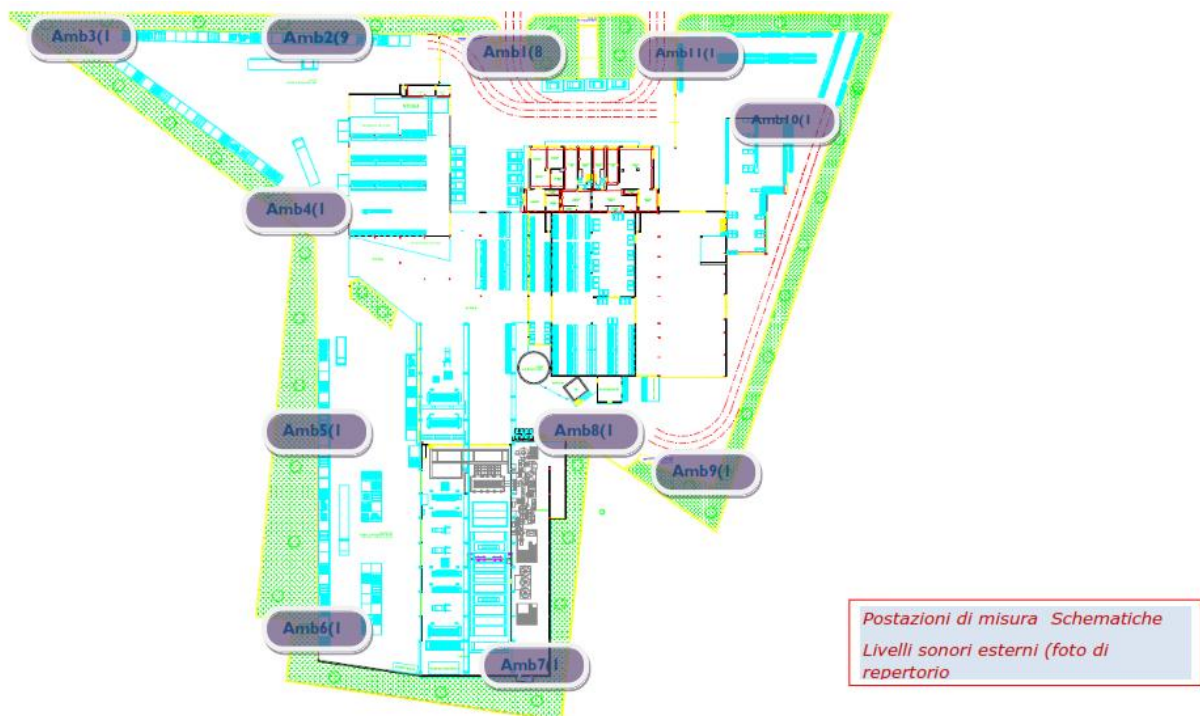 Amb3(1
Amb2(9
Amb1(8
Amb11(1
Amb10(1
Amb4(1
Amb5(1
Amb8(1
Amb9(1
Amb6(1
Amb7(1
Postazioni di misura Schematiche
Livelli sonori esterni (foto di
repertorio